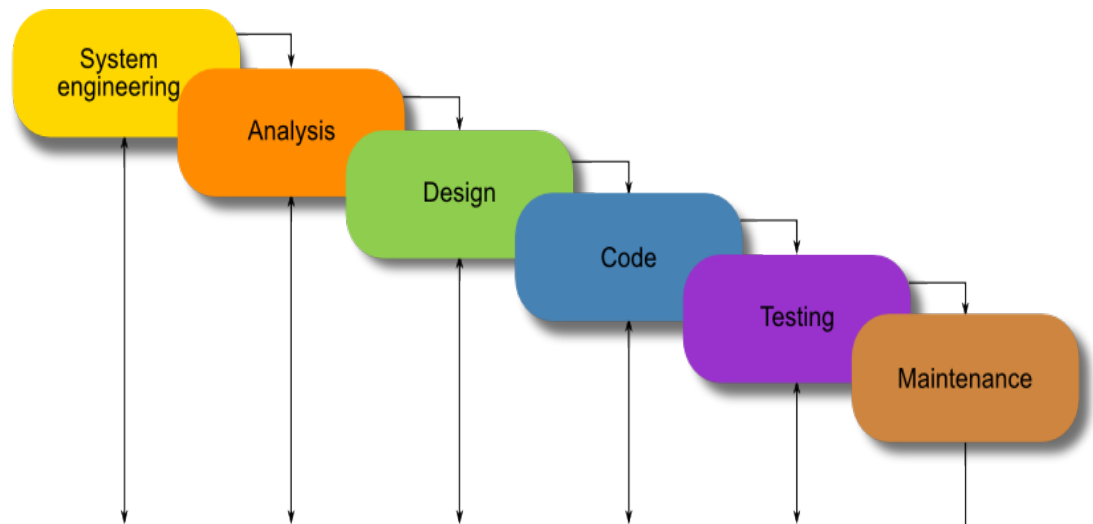 System
engineering
Analysis
Design
Code
Testing
Maintenance